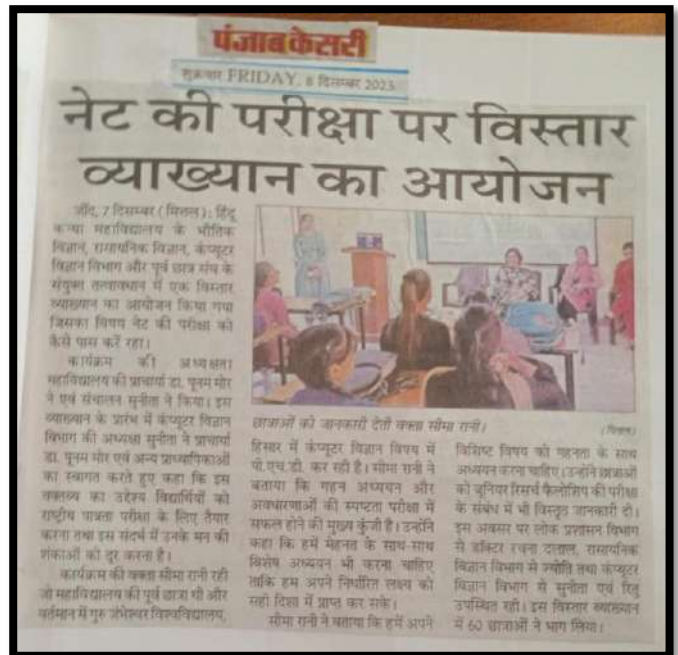 पंजाब केसरी
शुक्रवार FRIDAY, 8 दिसम्बर 2023
नेट की परीक्षा पर विस्तार
व्याख्यान का आयोजन
जींद, 7 दिसम्बर (मित्तल): हिंदू
कन्या महाविद्यालय के भौतिक
विज्ञान, रासायनिक विज्ञान, कंप्यूटर
विज्ञान विभाग और पूर्व छात्र संघ के
संयुक्त तत्वावधान में एक विस्तार
व्याख्यान का आयोजन किया गया
जिसका विषय नेट की परीक्षा को
कैसे पास करें रहा।
कार्यक्रम की अध्यक्षता
महाविद्यालय की प्राचार्या डा. पूनम मोर
ने एवं संचालन सुनीता ने किया। इस
व्याख्यान के प्रारंभ में कंप्यूटर विज्ञान
विभाग की अध्यक्षा सुनीता ने प्राचार्या
डा. पूनम मोर एवं अन्य प्राध्यापिकाओं
का स्वागत करते हुए कहा कि इस
वक्तव्य का उद्देश्य विद्यार्थियों को
राष्ट्रीय पात्रता परीक्षा के लिए तैयार
करना तथा इस संदर्भ में उनके मन की
शंकाओं को दूर करना है।
कार्यक्रम की वक्ता सीमा रानी रही
जो महाविद्यालय की पूर्व छात्रा थी और
वर्तमान में गुरु जंभेश्वर विश्वविद्यालय,
छात्राओं को जानकारी देती वक्ता सीमा रानी।
(मित्तल)
हिसार में कंप्यूटर विज्ञान विषय में
पी.एच.डी. कर रही है। सीमा रानी ने
बताया कि गहन अध्ययन और
अवधारणाओं की स्पष्टता परीक्षा में
सफल होने की मुख्य कुंजी है। उन्होंने
कहा कि हमें मेहनत के साथ-साथ
विशेष अध्ययन भी करना चाहिए
ताकि हम अपने निर्धारित लक्ष्य को
सही दिशा में प्राप्त कर सके।
सीमा रानी ने बताया कि हमें अपने
विशिष्ट विषय को गहनता के साथ
अध्ययन करना चाहिए। उन्होंने छात्राओं
को जूनियर रिसर्च फैलोशिप की परीक्षा
के संबंध में भी विस्तृत जानकारी दी।
इस अवसर पर लोक प्रशासन विभाग
से डॉक्टर रचना दलाल, रासायनिक
विज्ञान विभाग से ज्योति तथा कंप्यूटर
विज्ञान विभाग से सुनीता एवं रितु
उपस्थित रही। इस विस्तार व्याख्यान
में 60 छात्राओं ने भाग लिया।